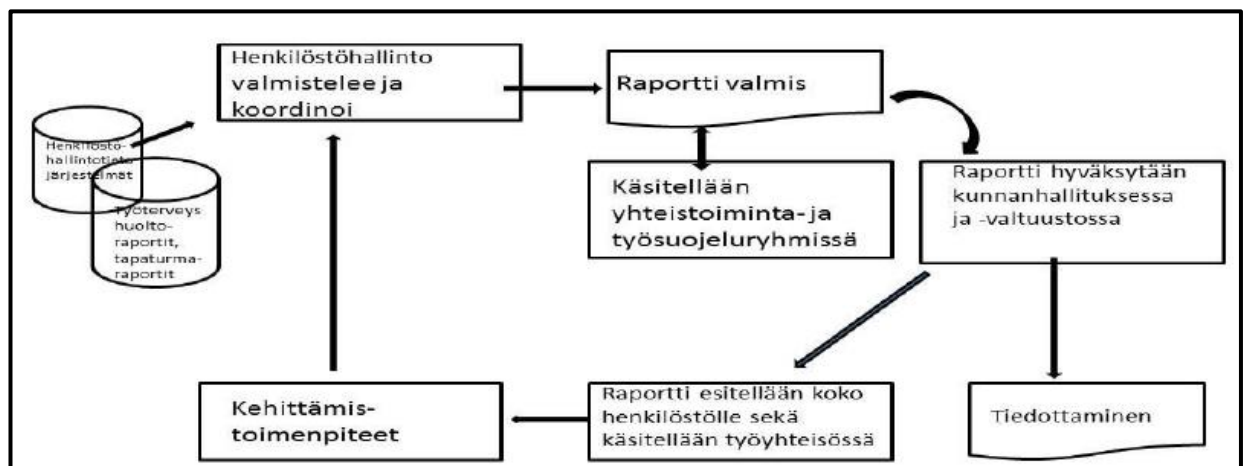 Henkilöstöhallinto
valmistelee ja
koordinoi
Raportti valmis
Henkilöstö-
hallintotieto
järjestelmät
Työterveys
huolto-
raportit,
tapaturma-
raportit
Käsitellään
yhteistoiminta- ja
työsuojeluryhmissä
Raportti hyväksytään
kunnanhallituksessa
ja -valtuustossa
Kehittämis-
toimenpiteet
Raportti esitellään koko
henkilöstölle sekä
käsitellään työyhteisössä
Tiedottaminen